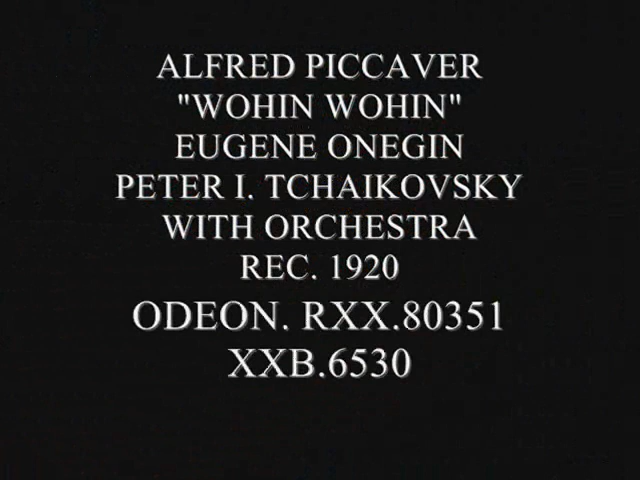 ALFRED PICCAVER
"WOHIN WOHIN"
EUGENE ONEGIN
PETER I. TCHAIKOVSKY
WITH ORCHESTRA
REC. 1920
ODEON. RXX.80351
XXB.6530